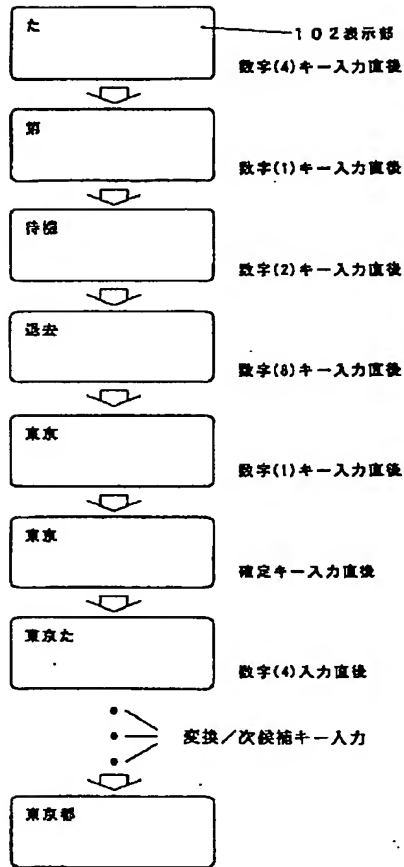 た
102表示部
数字(4)キー入力直後
第
数字(1)キー入力直後
待機
数字(2)キー入力直後
退去
数字(8)キー入力直後
東京
数字(1)キー入力直後
東京
確定キー入力直後
東京た
数字(4)入力直後
変換/次候補キー入力
東京都